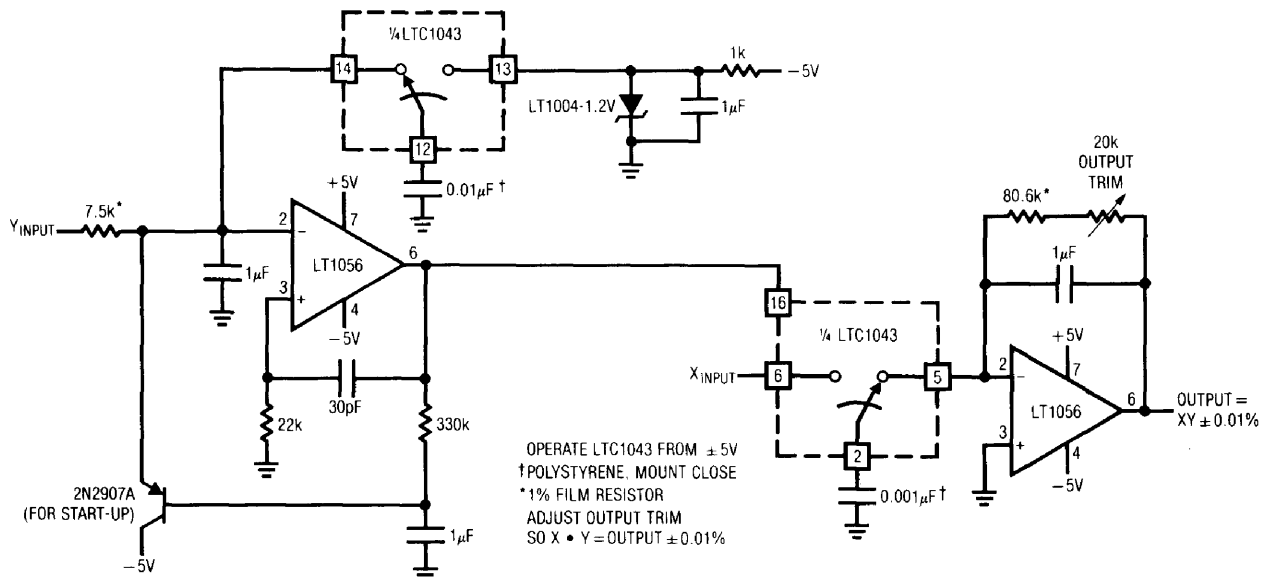 ¼ LTC1043
14
13
12
1k
−5V
LT1004-1.2V
1µF
0.01µF †
20k
OUTPUT
TRIM
80.6k*
1µF
YINPUT
7.5k*
+5V
2
7
−
LT1056
6
3
+
4
−5V
1µF
30pF
22k
330k
16
¼ LTC1043
XINPUT
6
5
2
0.001µF †
+5V
2
7
−
LT1056
6
3
+
4
−5V
OUTPUT =
XY ± 0.01%
2N2907A
(FOR START-UP)
−5V
1µF
OPERATE LTC1043 FROM ±5V
†POLYSTYRENE, MOUNT CLOSE
*1% FILM RESISTOR
ADJUST OUTPUT TRIM
SO X • Y = OUTPUT ± 0.01%